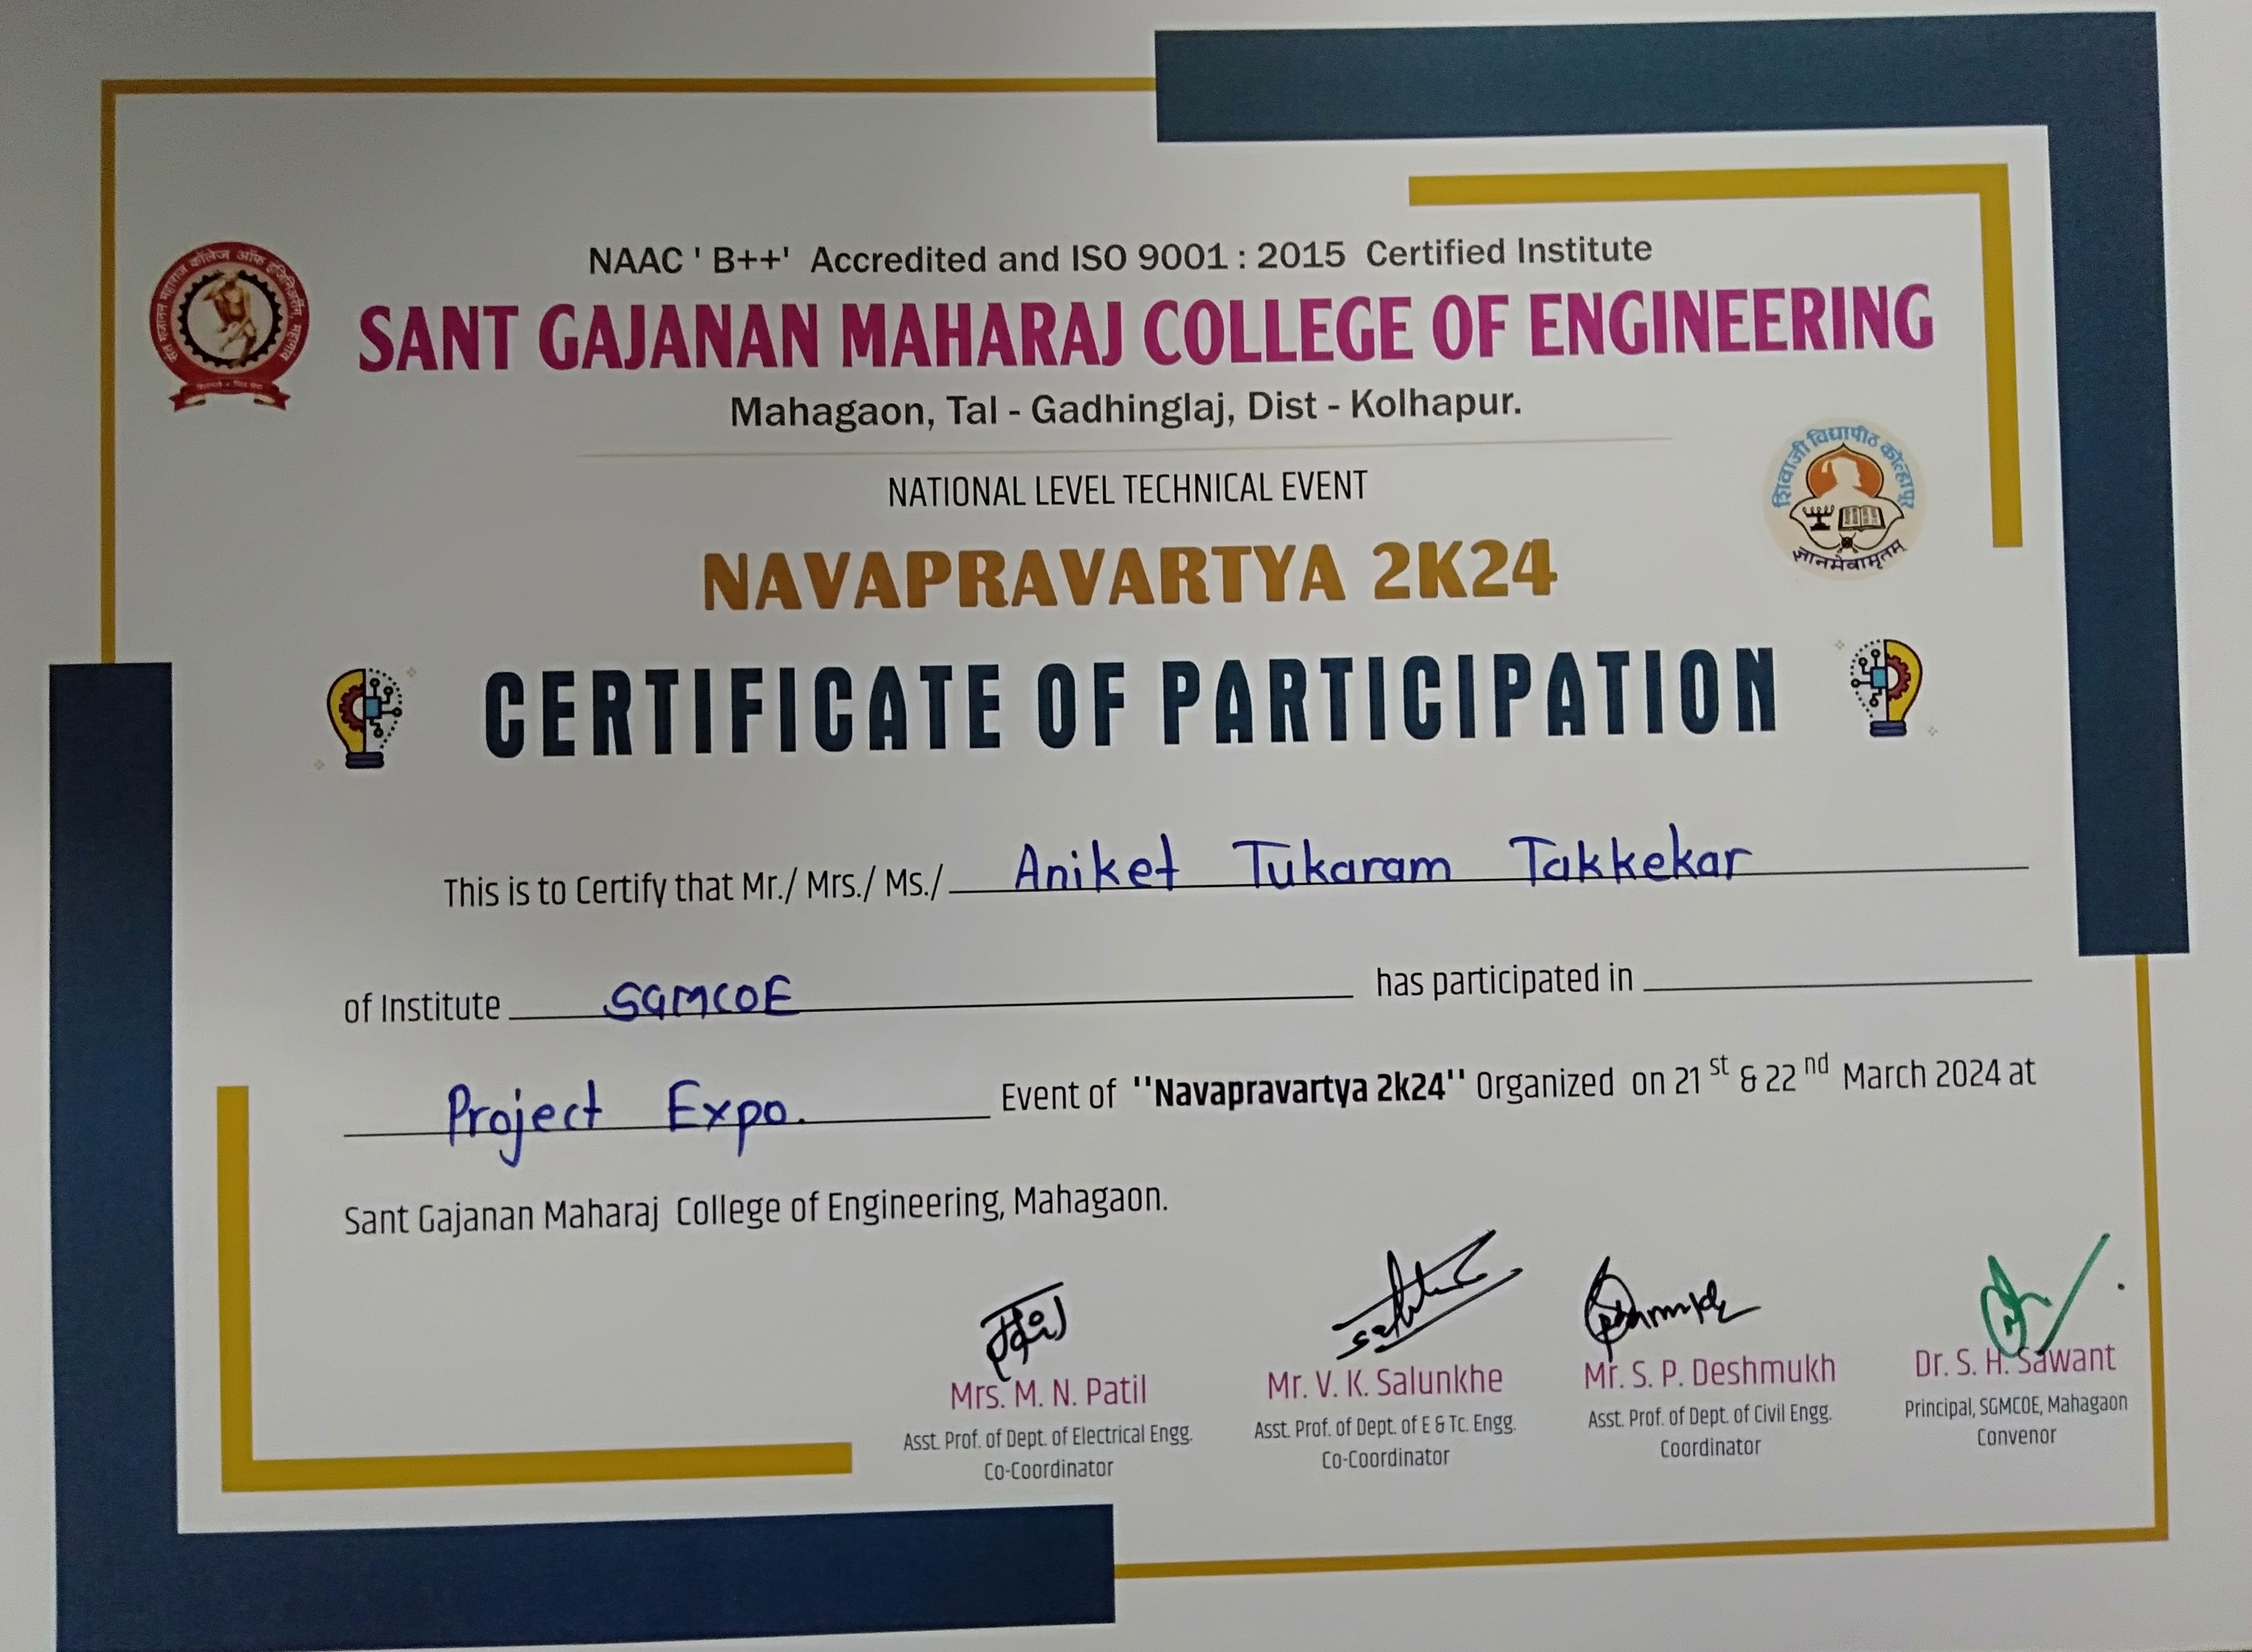 NAAC ' B++' Accredited and ISO 9001 : 2015 Certified Institute
SANT GAJANAN MAHARAJ COLLEGE OF ENGINEERING
Mahagaon, Tal - Gadhinglaj, Dist - Kolhapur.
संत गजानन महाराज कॉलेज ऑफ इंजिनिअरींग, महागांव
शिवाजी विद्यापीठ कोल्हापूर
ज्ञानमेवामृतम्
NATIONAL LEVEL TECHNICAL EVENT
NAVAPRAVARTYA 2K24
CERTIFICATE OF PARTICIPATION
This is to Certify that Mr./ Mrs./ Ms./ Aniket Tukaram Takkekar
of Institute SGMCOE has participated in
Project Expo. Event of "Navapravartya 2k24" Organized on 21 st & 22 nd March 2024 at
Sant Gajanan Maharaj College of Engineering, Mahagaon.
Mrs. M. N. Patil Mr. V. K. Salunkhe Mr. S. P. Deshmukh Dr. S. H. Sawant
Asst. Prof. of Dept. of Electrical Engg. Asst. Prof. of Dept. of E & Tc. Engg. Asst. Prof. of Dept. of Civil Engg. Principal, SGMCOE, Mahagaon
Co-Coordinator Co-Coordinator Coordinator Convenor